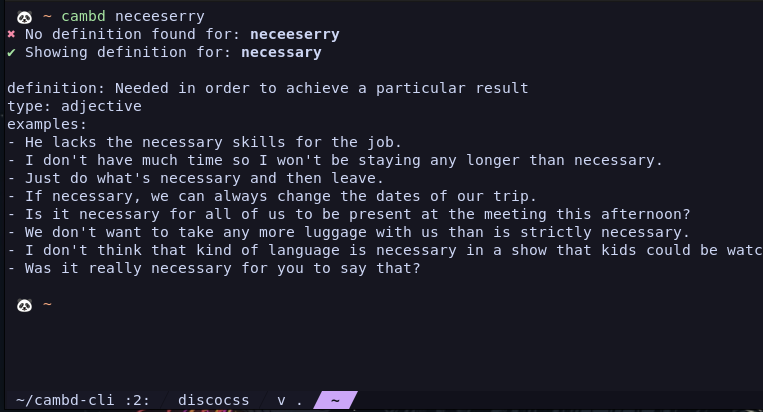 ~ cambd neceeserry
✖ No definition found for: neceeserry
✔ Showing definition for: necessary
definition: Needed in order to achieve a particular result
type: adjective
examples:
- He lacks the necessary skills for the job.
- I don't have much time so I won't be staying any longer than necessary.
- Just do what's necessary and then leave.
- If necessary, we can always change the dates of our trip.
- Is it necessary for all of us to be present at the meeting this afternoon?
- We don't want to take any more luggage with us than is strictly necessary.
- I don't think that kind of language is necessary in a show that kids could be watc
- Was it really necessary for you to say that?
~
~/cambd-cli :2: discocss v . ~